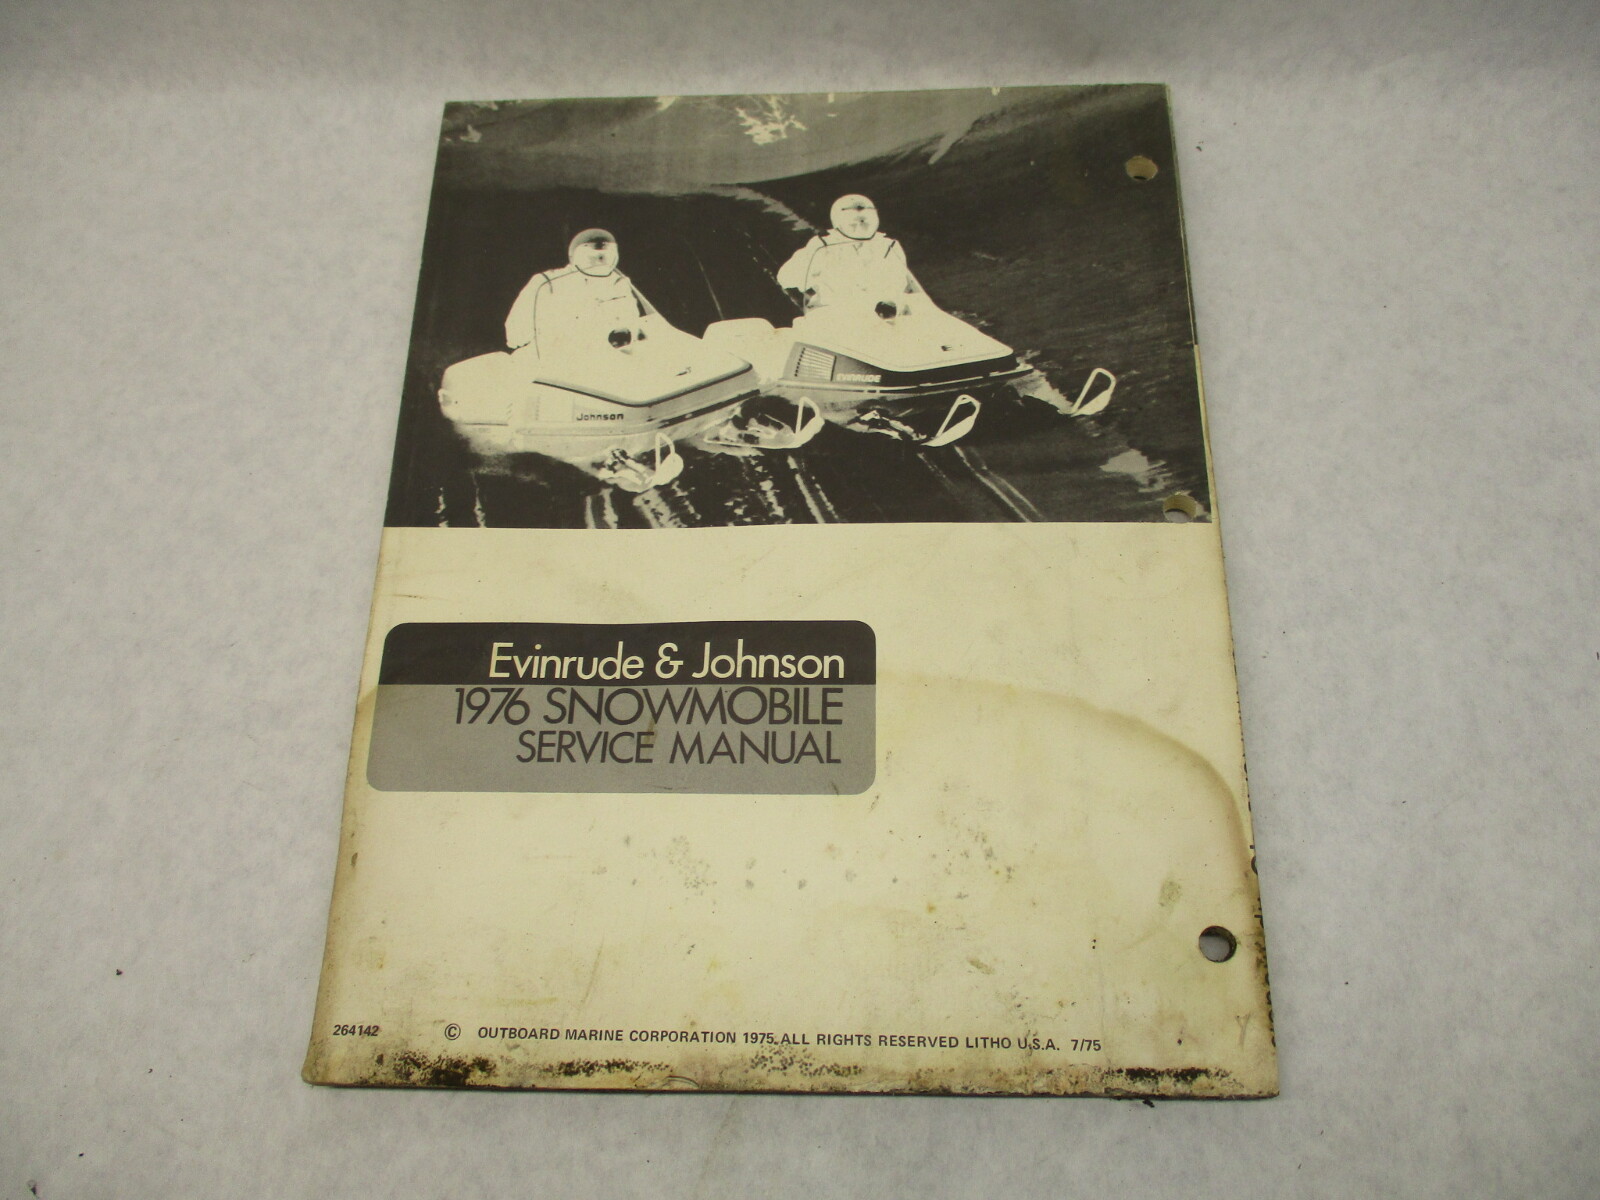 Johnson
EVINRUDE
Evinrude & Johnson
1976 SNOWMOBILE
SERVICE MANUAL
264142 © OUTBOARD MARINE CORPORATION 1975. ALL RIGHTS RESERVED LITHO U.S.A. 7/75